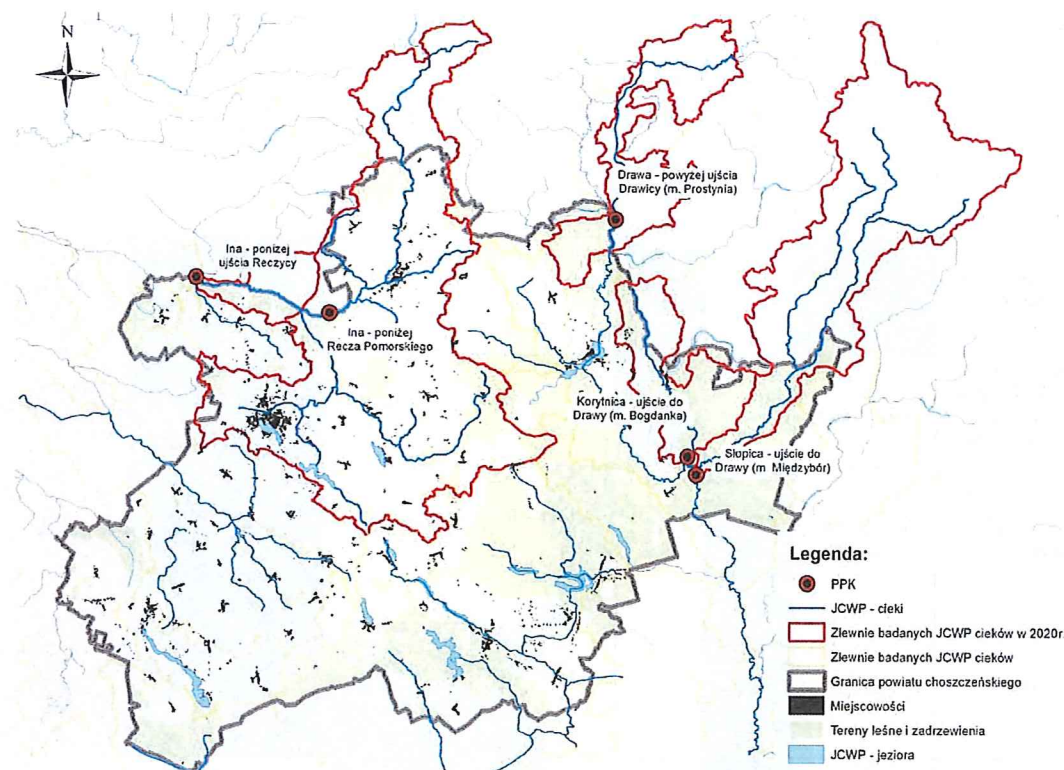 N
Drawa - powyżej ujścia
Drawicy (m. Prostynia)
Ina - poniżej
ujścia Reczycy
Ina - poniżej
Recza Pomorskiego
Korytnica - ujście do
Drawy (m. Bogdanka)
Słopica - ujście do
Drawy (m Międzybór)
Legenda:
PPK
JCWP - cieki
Zlewnie badanych JCWP cieków w 2020r
Zlewnie badanych JCWP cieków
Granica powiatu choszczeńskiego
Miejscowości
Tereny leśne i zadrzewienia
JCWP - jeziora